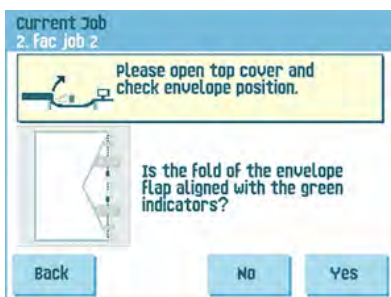 Current Job
2. Fac job 2
Please open top cover and
check envelope position.
Is the fold of the envelope
flap aligned with the green
indicators?
Back
No
Yes